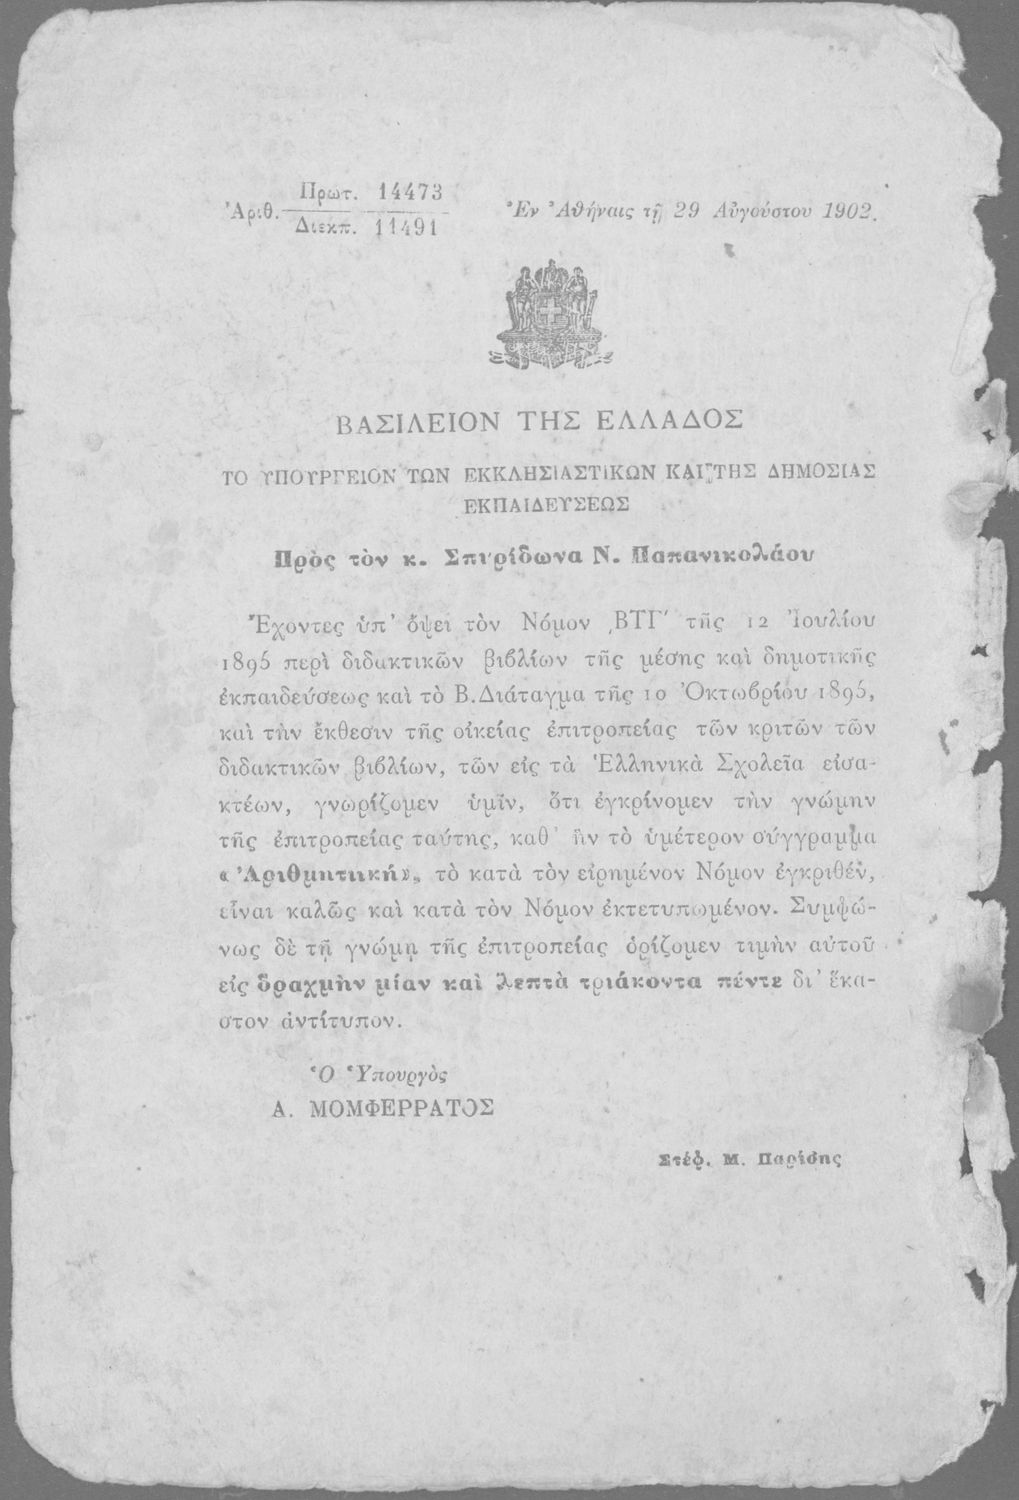 Ἀριθ. Πρωτ. 14473
Διεκπ. 11491
Ἐν Ἀθήναις τῇ 29 Αὐγούστου 1902.
ΒΑΣΙΛΕΙΟΝ ΤΗΣ ΕΛΛΑΔΟΣ
ΤΟ ΥΠΟΥΡΓΕΙΟΝ ΤΩΝ ΕΚΚΛΗΣΙΑΣΤΙΚΩΝ ΚΑΙ ΤΗΣ ΔΗΜΟΣΙΑΣ
ΕΚΠΑΙΔΕΥΣΕΩΣ
Πρὸς τὸν κ. Σπυρίδωνα Ν. Παπανικολάου
Ἔχοντες ὑπ' ὄψει τὸν Νόμον ͵ΒΤΓ' τῆς 12 Ἰουλίου
1895 περὶ διδακτικῶν βιβλίων τῆς μέσης καὶ δημοτικῆς
ἐκπαιδεύσεως καὶ τὸ Β. Διάταγμα τῆς 10 Ὀκτωβρίου 1895,
καὶ τὴν ἔκθεσιν τῆς οἰκείας ἐπιτροπείας τῶν κριτῶν τῶν
διδακτικῶν βιβλίων, τῶν εἰς τὰ Ἑλληνικὰ Σχολεῖα εἰσα-
κτέων, γνωρίζομεν ὑμῖν, ὅτι ἐγκρίνομεν τὴν γνώμην
τῆς ἐπιτροπείας ταύτης, καθ' ἣν τὸ ὑμέτερον σύγγραμμα
«Ἀριθμητική», τὸ κατὰ τὸν εἰρημένον Νόμον ἐγκριθέν,
εἶναι καλῶς καὶ κατὰ τὸν Νόμον ἐκτετυπωμένον. Συμφώ-
νως δὲ τῇ γνώμῃ τῆς ἐπιτροπείας ὁρίζομεν τιμὴν αὐτοῦ
εἰς δραχμὴν μίαν καὶ λεπτὰ τριάκοντα πέντε δι' ἕκα-
στον ἀντίτυπον.
Ὁ Ὑπουργὸς
Α. ΜΟΜΦΕΡΡΑΤΟΣ
Στέφ. Μ. Παρίσης